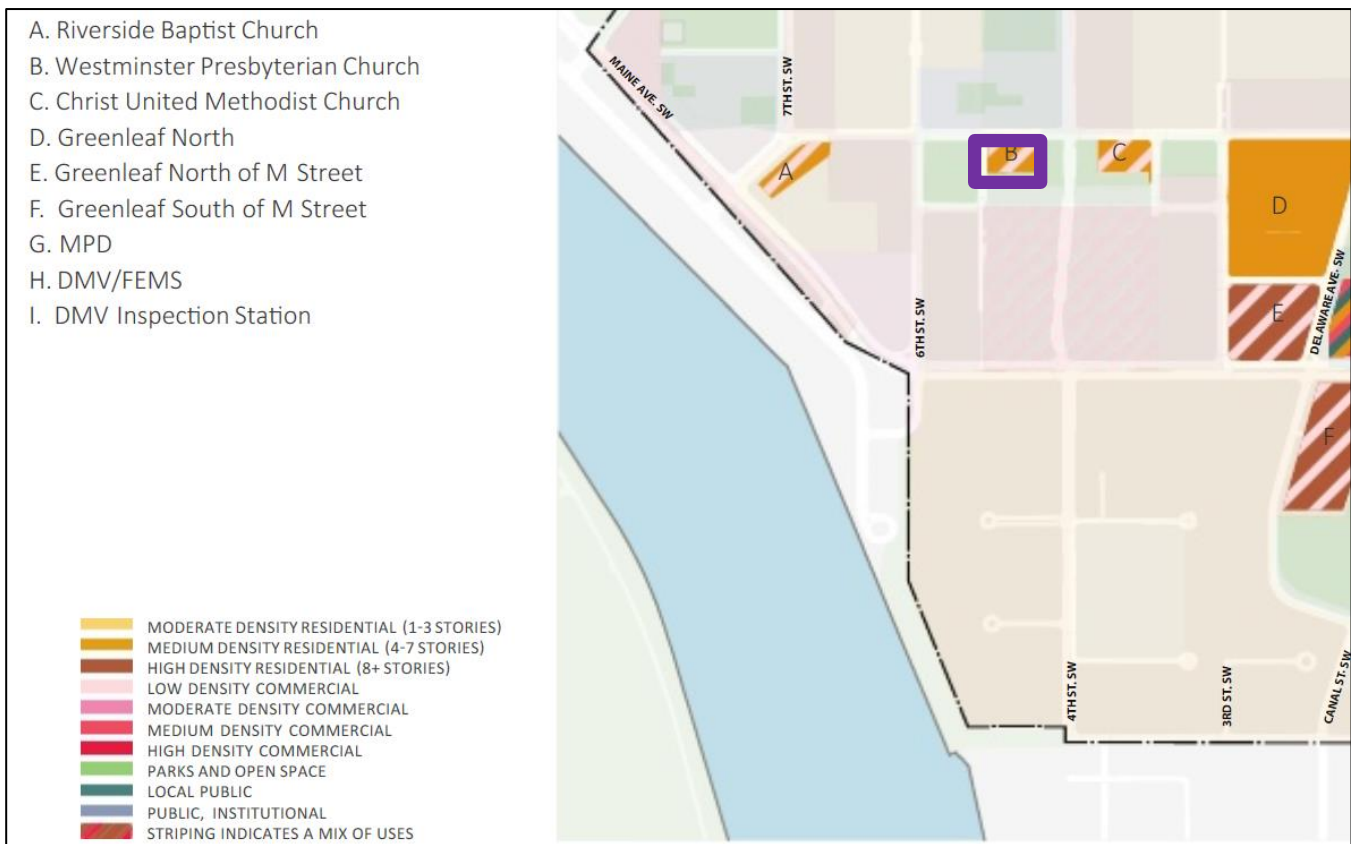 A. Riverside Baptist Church
B. Westminster Presbyterian Church
C. Christ United Methodist Church
D. Greenleaf North
E. Greenleaf North of M Street
F. Greenleaf South of M Street
G. MPD
H. DMV/FEMS
I. DMV Inspection Station
MAINE AVE. SW
7TH ST. SW
A
B
C
D
E
F
6TH ST. SW
DELAWARE AVE. SW
4TH ST. SW
3RD ST. SW
CANAL ST. SW
MODERATE DENSITY RESIDENTIAL (1-3 STORIES)
MEDIUM DENSITY RESIDENTIAL (4-7 STORIES)
HIGH DENSITY RESIDENTIAL (8+ STORIES)
LOW DENSITY COMMERCIAL
MODERATE DENSITY COMMERCIAL
MEDIUM DENSITY COMMERCIAL
HIGH DENSITY COMMERCIAL
PARKS AND OPEN SPACE
LOCAL PUBLIC
PUBLIC, INSTITUTIONAL
STRIPING INDICATES A MIX OF USES